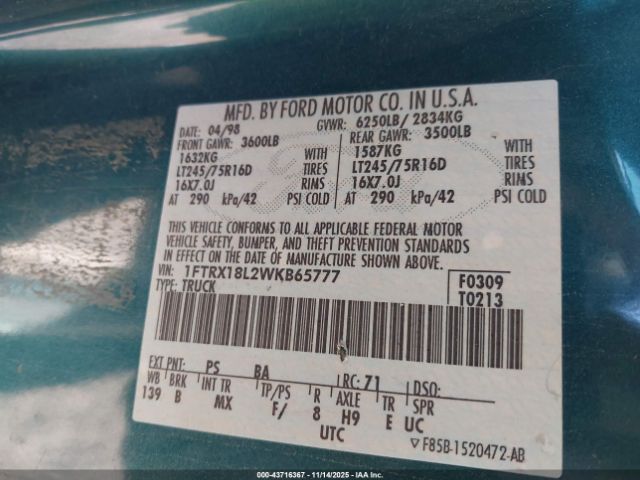 MFD. BY FORD MOTOR CO. IN U.S.A.
DATE: 04/98 GVWR: 6250LB/ 2834KG
FRONT GAWR: 3600LB REAR GAWR: 3500LB
1632KG WITH 1587KG WITH
LT245/75R16D TIRES LT245/75R16D TIRES
16X7.0J RIMS 16X7.0J RIMS
AT 290 kPa/42 PSI COLD AT 290 kPa/42 PSI COLD
THIS VEHICLE CONFORMS TO ALL APPLICABLE FEDERAL MOTOR
VEHICLE SAFETY, BUMPER, AND THEFT PREVENTION STANDARDS
IN EFFECT ON THE DATE OF MANUFACTURE SHOWN ABOVE.
VIN: 1FTRX18L2WKB65777 F0309
TYPE: TRUCK T0213
EXT PNT: PS BA RC: 71 DSO:
WB BRK INT TR TP/PS R AXLE TR SPR
139 B MX F/ 8 H9 E UC
UTC
▽ F85B-1520472-AB
000-43716367 - 11/14/2025 - IAAI Chantilly